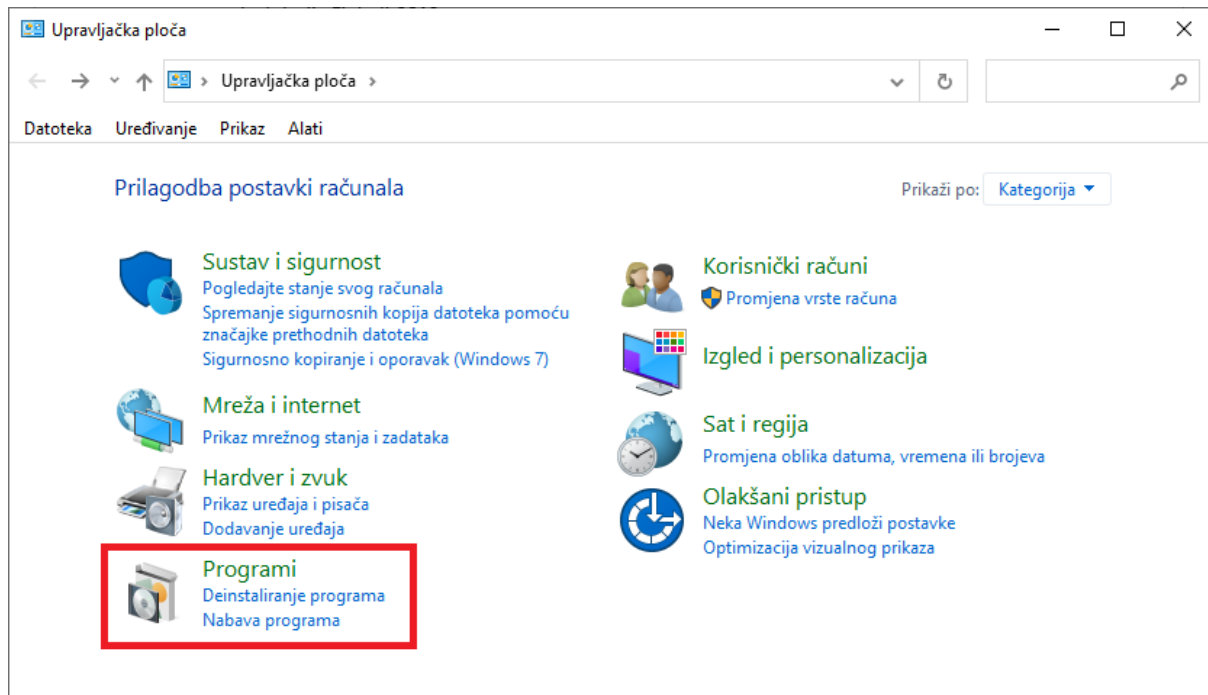 Upravljačka ploča
Upravljačka ploča
Datoteka Uređivanje Prikaz Alati
Prilagodba postavki računala
Prikaži po: Kategorija
Sustav i sigurnost
Pogledajte stanje svog računala
Spremanje sigurnosnih kopija datoteka pomoću
značajke prethodnih datoteka
Sigurnosno kopiranje i oporavak (Windows 7)
Mreža i internet
Prikaz mrežnog stanja i zadataka
Hardver i zvuk
Prikaz uređaja i pisača
Dodavanje uređaja
Programi
Deinstaliranje programa
Nabava programa
Korisnički računi
Promjena vrste računa
Izgled i personalizacija
Sat i regija
Promjena oblika datuma, vremena ili brojeva
Olakšani pristup
Neka Windows predloži postavke
Optimizacija vizualnog prikaza